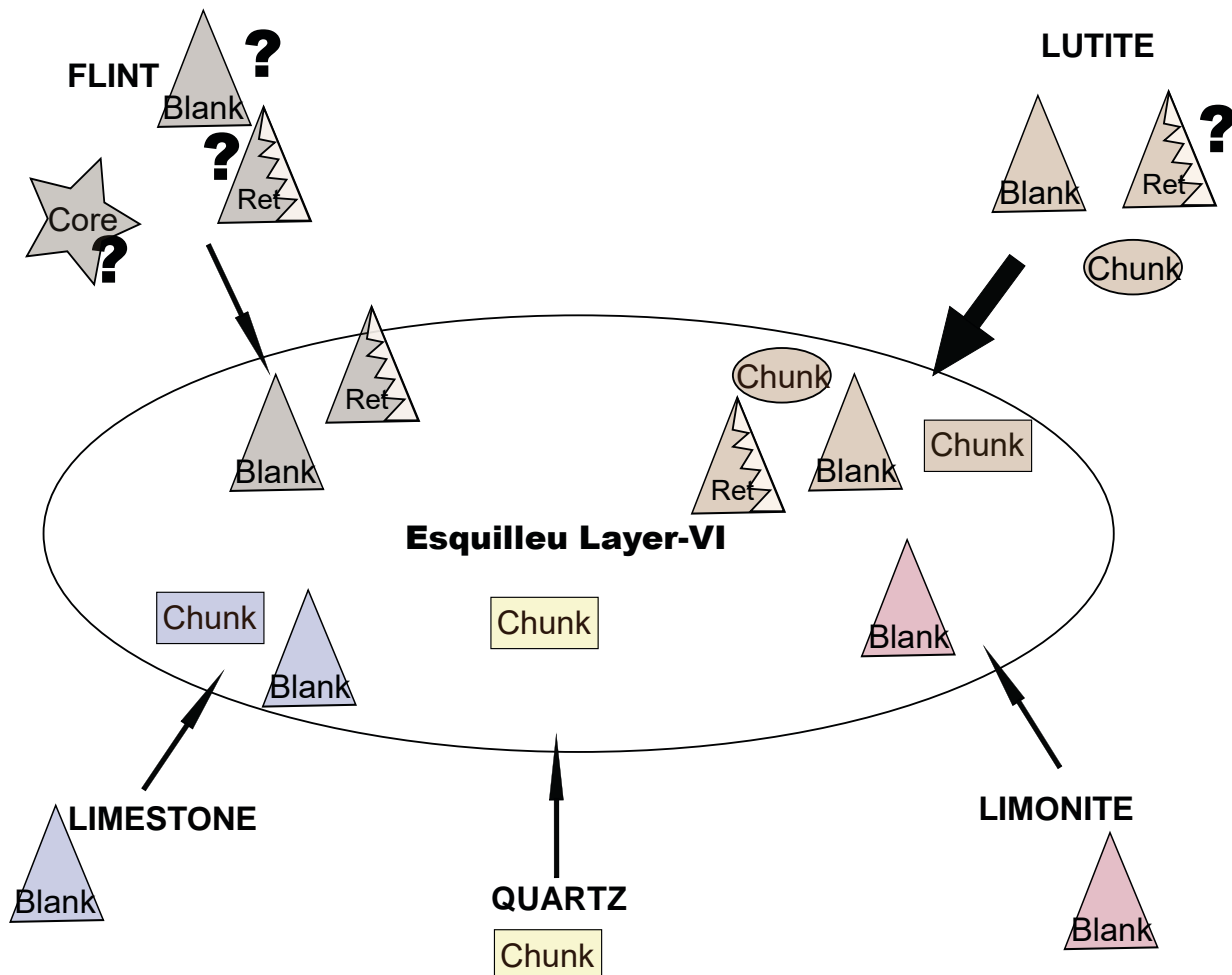 FLINT
Blank
?
?
Ret
Core
?
LUTITE
Blank
Ret
?
Chunk
Ret
Blank
Chunk
Ret
Blank
Chunk
Esquilleu Layer-VI
Chunk
Blank
Chunk
Blank
LIMESTONE
Blank
QUARTZ
Chunk
LIMONITE
Blank